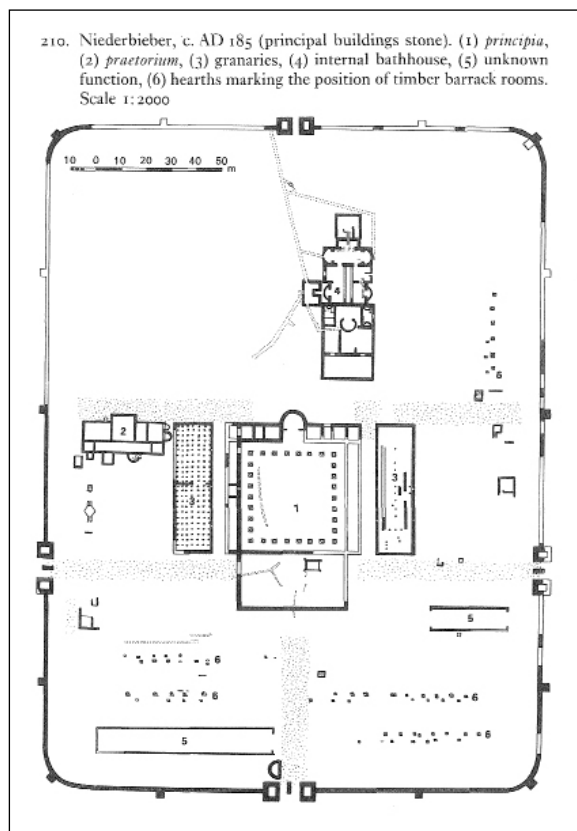 210. Niederbieber, c. AD 185 (principal buildings stone). (1) principia,
(2) praetorium, (3) granaries, (4) internal bathhouse, (5) unknown
function, (6) hearths marking the position of timber barrack rooms.
Scale 1:2000
10 0 10 20 30 40 50
m
4
6
2
3
1
3
5
6
6
6
6
5